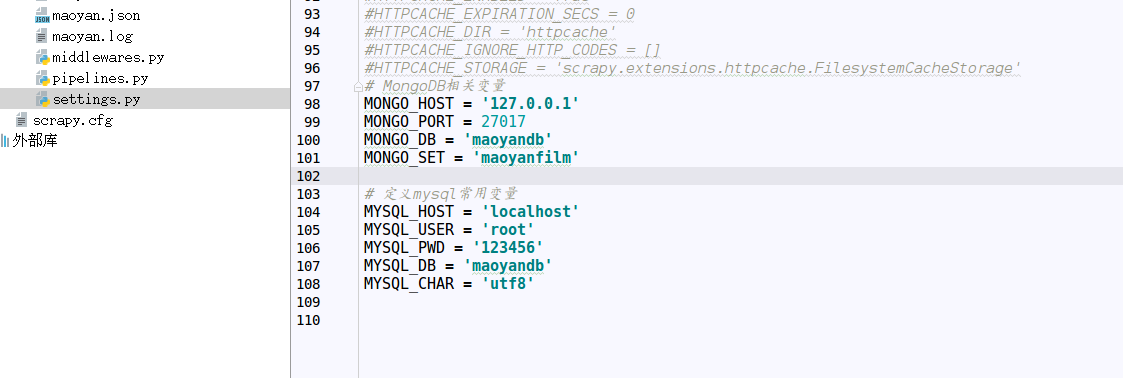 maoyan.json
maoyan.log
middlewares.py
pipelines.py
settings.py
scrapy.cfg
外部库
93 #HTTPCACHE_EXPIRATION_SECS = 0
94 #HTTPCACHE_DIR = 'httpcache'
95 #HTTPCACHE_IGNORE_HTTP_CODES = []
96 #HTTPCACHE_STORAGE = 'scrapy.extensions.httpcache.FilesystemCacheStorage'
97 # MongoDB相关变量
98 MONGO_HOST = '127.0.0.1'
99 MONGO_PORT = 27017
100 MONGO_DB = 'maoyandb'
101 MONGO_SET = 'maoyanfilm'
102
103 # 定义mysql常用变量
104 MYSQL_HOST = 'localhost'
105 MYSQL_USER = 'root'
106 MYSQL_PWD = '123456'
107 MYSQL_DB = 'maoyandb'
108 MYSQL_CHAR = 'utf8'
109
110